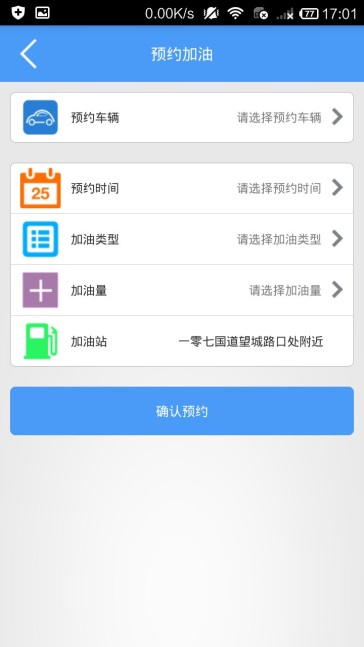 0.00K/s 77 17:01
预约加油
预约车辆 请选择预约车辆
25 预约时间 请选择预约时间
加油类型 请选择加油类型
加油量 请选择加油量
加油站 一零七国道望城路口处附近
确认预约